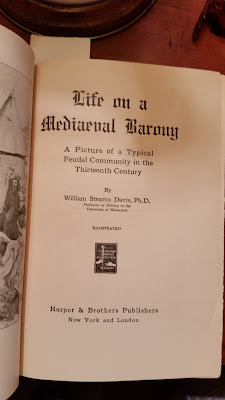 Life on a
Mediaeval Barony
A Picture of a Typical
Feudal Community in the
Thirteenth Century
By
William Stearns Davis, Ph.D.
Professor of History in the
University of Minnesota
ILLUSTRATED
Harper & Brothers Publishers
New York and London